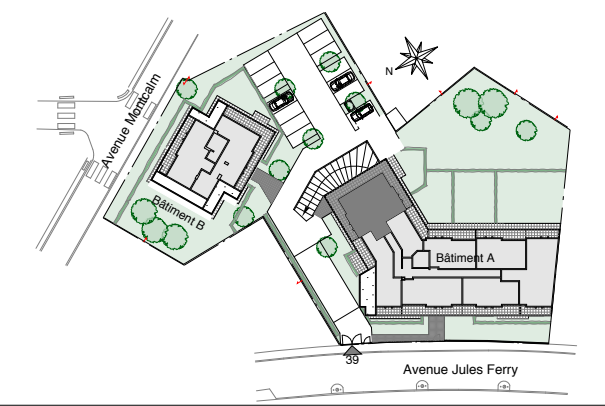 N
Avenue Montcalm
Bâtiment B
Bâtiment A
39
Avenue Jules Ferry